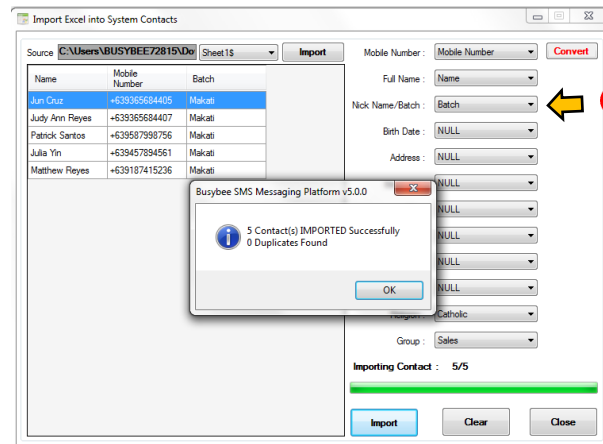 Import Excel into System Contacts
Source C:\Users\BUSYBEE72815\Do Sheet1$ Import
Name Mobile Number Batch
Jun Cruz +639365684405 Makati
Judy Ann Reyes +639365684407 Makati
Patrick Santos +639587998756 Makati
Julia Yin +639457894561 Makati
Matthew Reyes +639187415236 Makati
Mobile Number : Mobile Number Convert
Full Name : Name
Nick Name/Batch : Batch
Birth Date : NULL
Address : NULL
NULL
NULL
NULL
NULL
NULL
Religion : Catholic
Group : Sales
Importing Contact : 5/5
Import Clear Close
Busybee SMS Messaging Platform v5.0.0
5 Contact(s) IMPORTED Successfully
0 Duplicates Found
OK